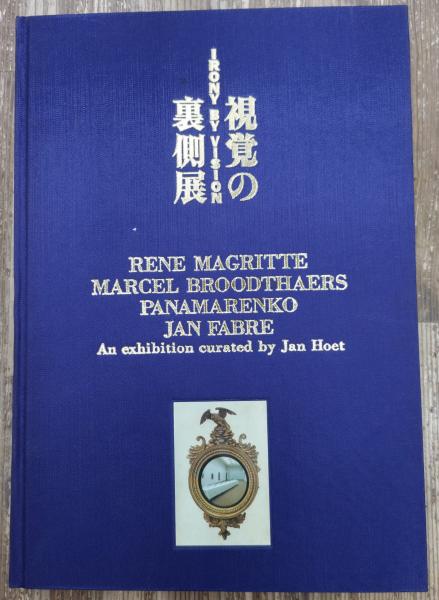 視覚の
裏側展
IRONY BY VISION
RENE MAGRITTE
MARCEL BROODTHAERS
PANAMARENKO
JAN FABRE
An exhibition curated by Jan Hoet